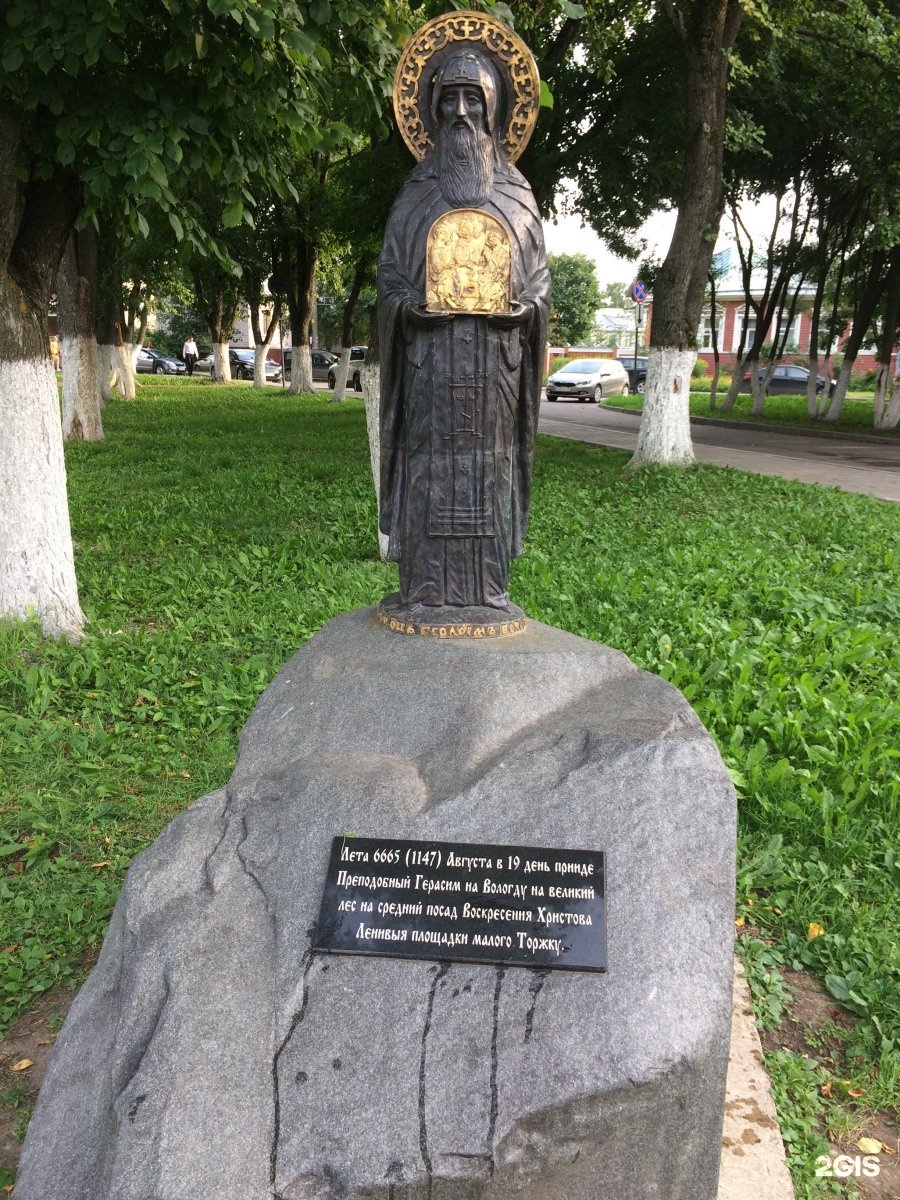 Лета 6665 (1147) Августа в 19 день прииде
Преподобный Герасим на Вологду на великий
лес на средний посад Воскресения Христова
Ленивыя площадки малого Торжку.
2GIS